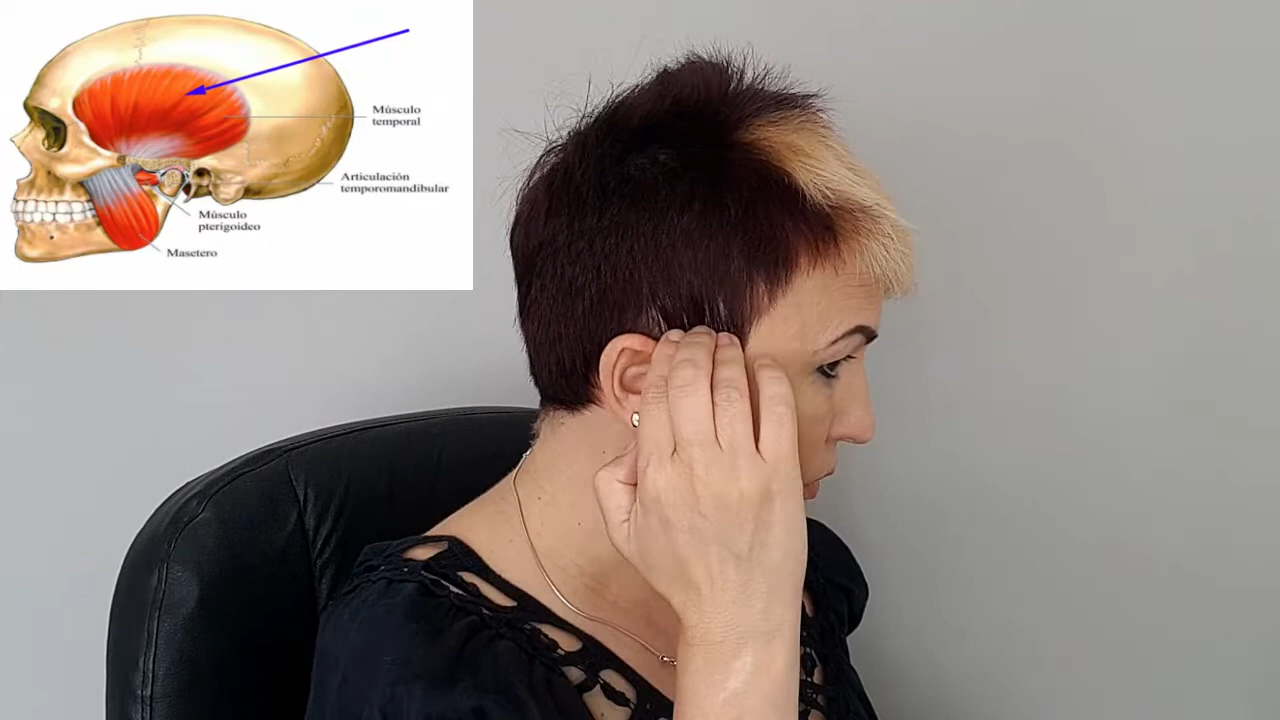 Músculo
temporal
Articulación
temporomandibular
Músculo
pterigoideo
Masetero